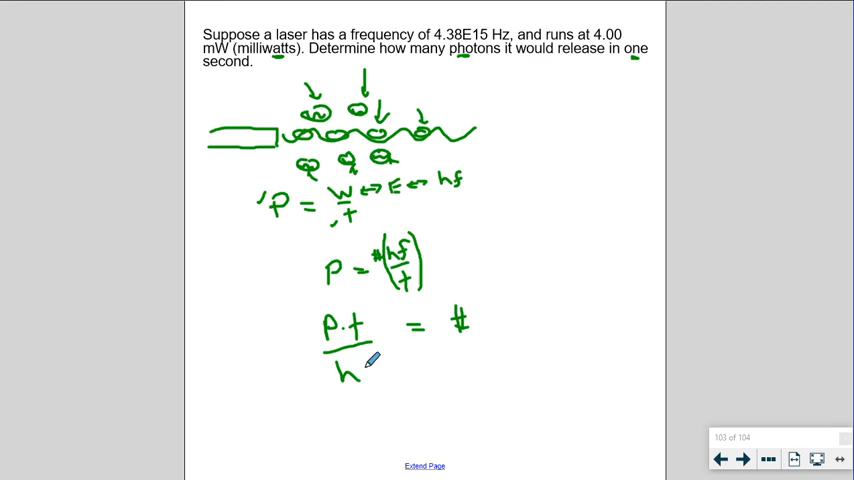 Suppose a laser has a frequency of 4.38E15 Hz, and runs at 4.00
mW (milliwatts). Determine how many photons it would release in one
second.
P = W/t ↔ E ↔ hf
P = #(hf/t)
P·t/h = #
103 of 104
Extend Page